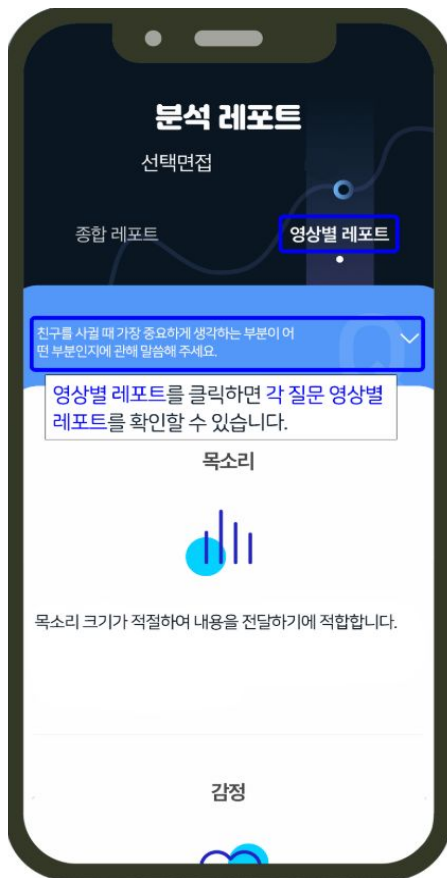 분석 레포트
선택면접
종합 레포트
영상별 레포트
친구를 사귈 때 가장 중요하게 생각하는 부분이 어
떤 부분인지에 관해 말씀해 주세요.
Q
영상별 레포트를 클릭하면 각 질문 영상별
레포트를 확인할 수 있습니다.
목소리
목소리 크기가 적절하여 내용을 전달하기에 적합합니다.
감정